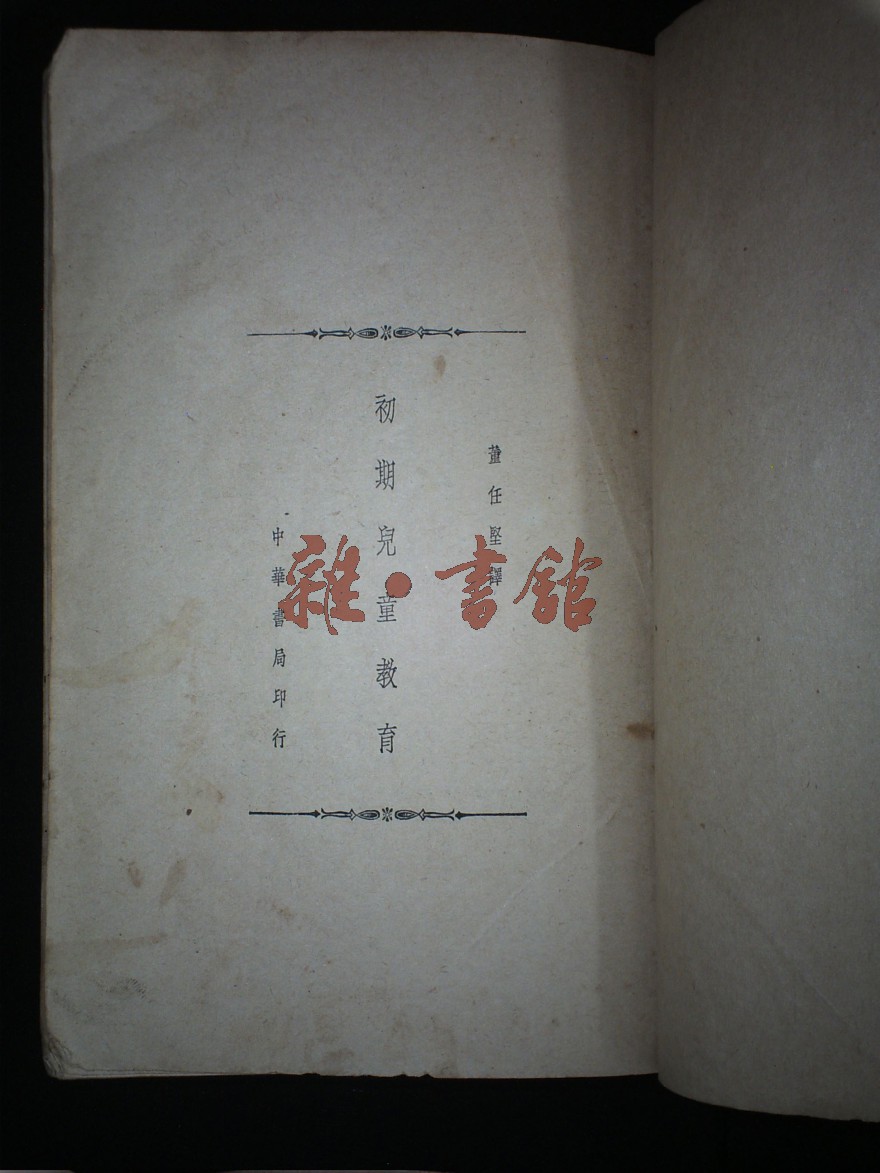 董任堅譯
初期兒童教育
中華書局印行
雜·書館